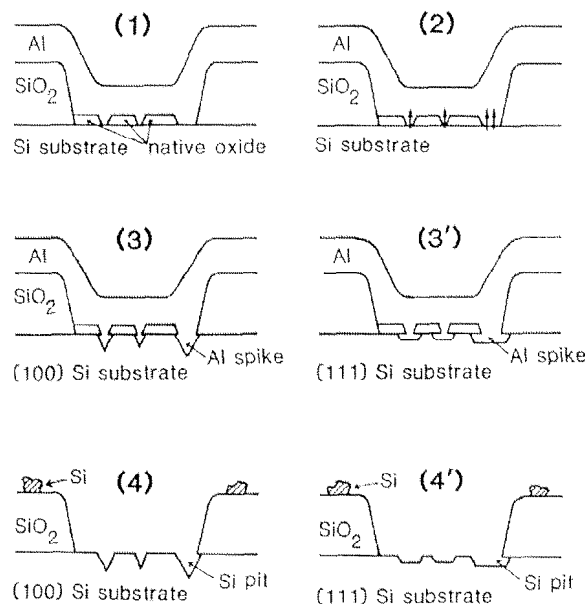 (1)
Al
SiO2
Si substrate native oxide
(2)
Al
SiO2
Si substrate
(3)
Al
SiO2
Al spike
(100) Si substrate
(3')
Al
SiO2
Al spike
(111) Si substrate
(4)
Si
SiO2
Si pit
(100) Si substrate
(4')
Si
SiO2
Si pit
(111) Si substrate